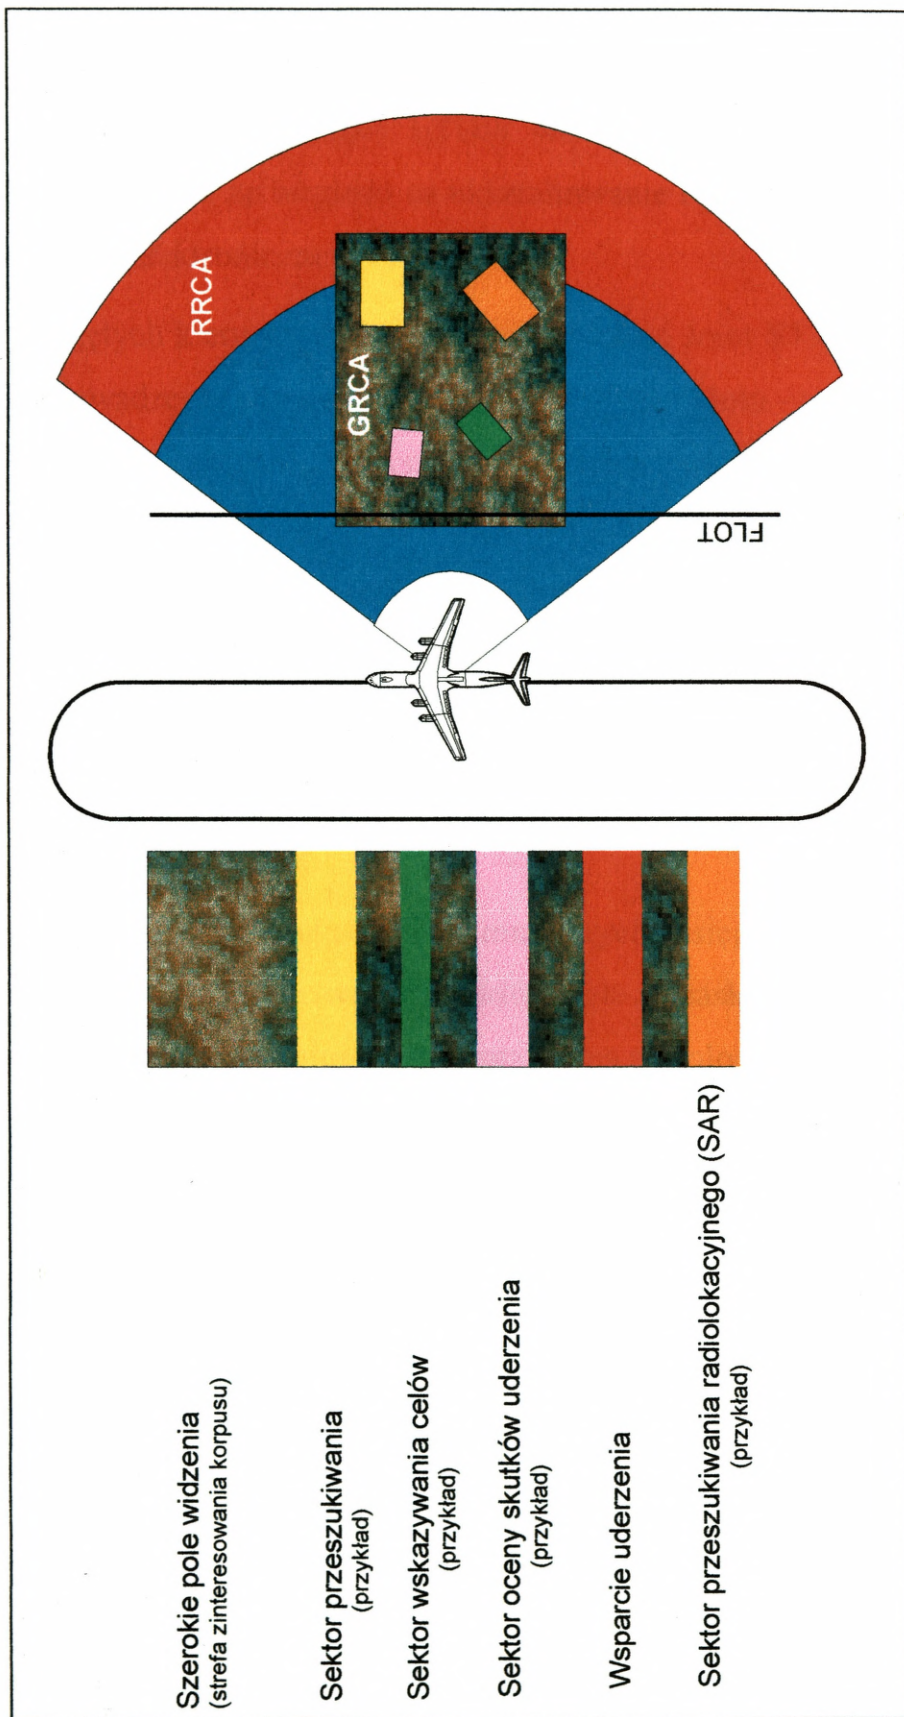 RRCA
GRCA
FLOT
Szerokie pole widzenia
(strefa zinteresowania korpusu)
Sektor przeszukiwania
(przykład)
Sektor wskazywania celów
(przykład)
Sektor oceny skutków uderzenia
(przykład)
Wsparcie uderzenia
Sektor przeszukiwania radiolokacyjnego (SAR)
(przykład)